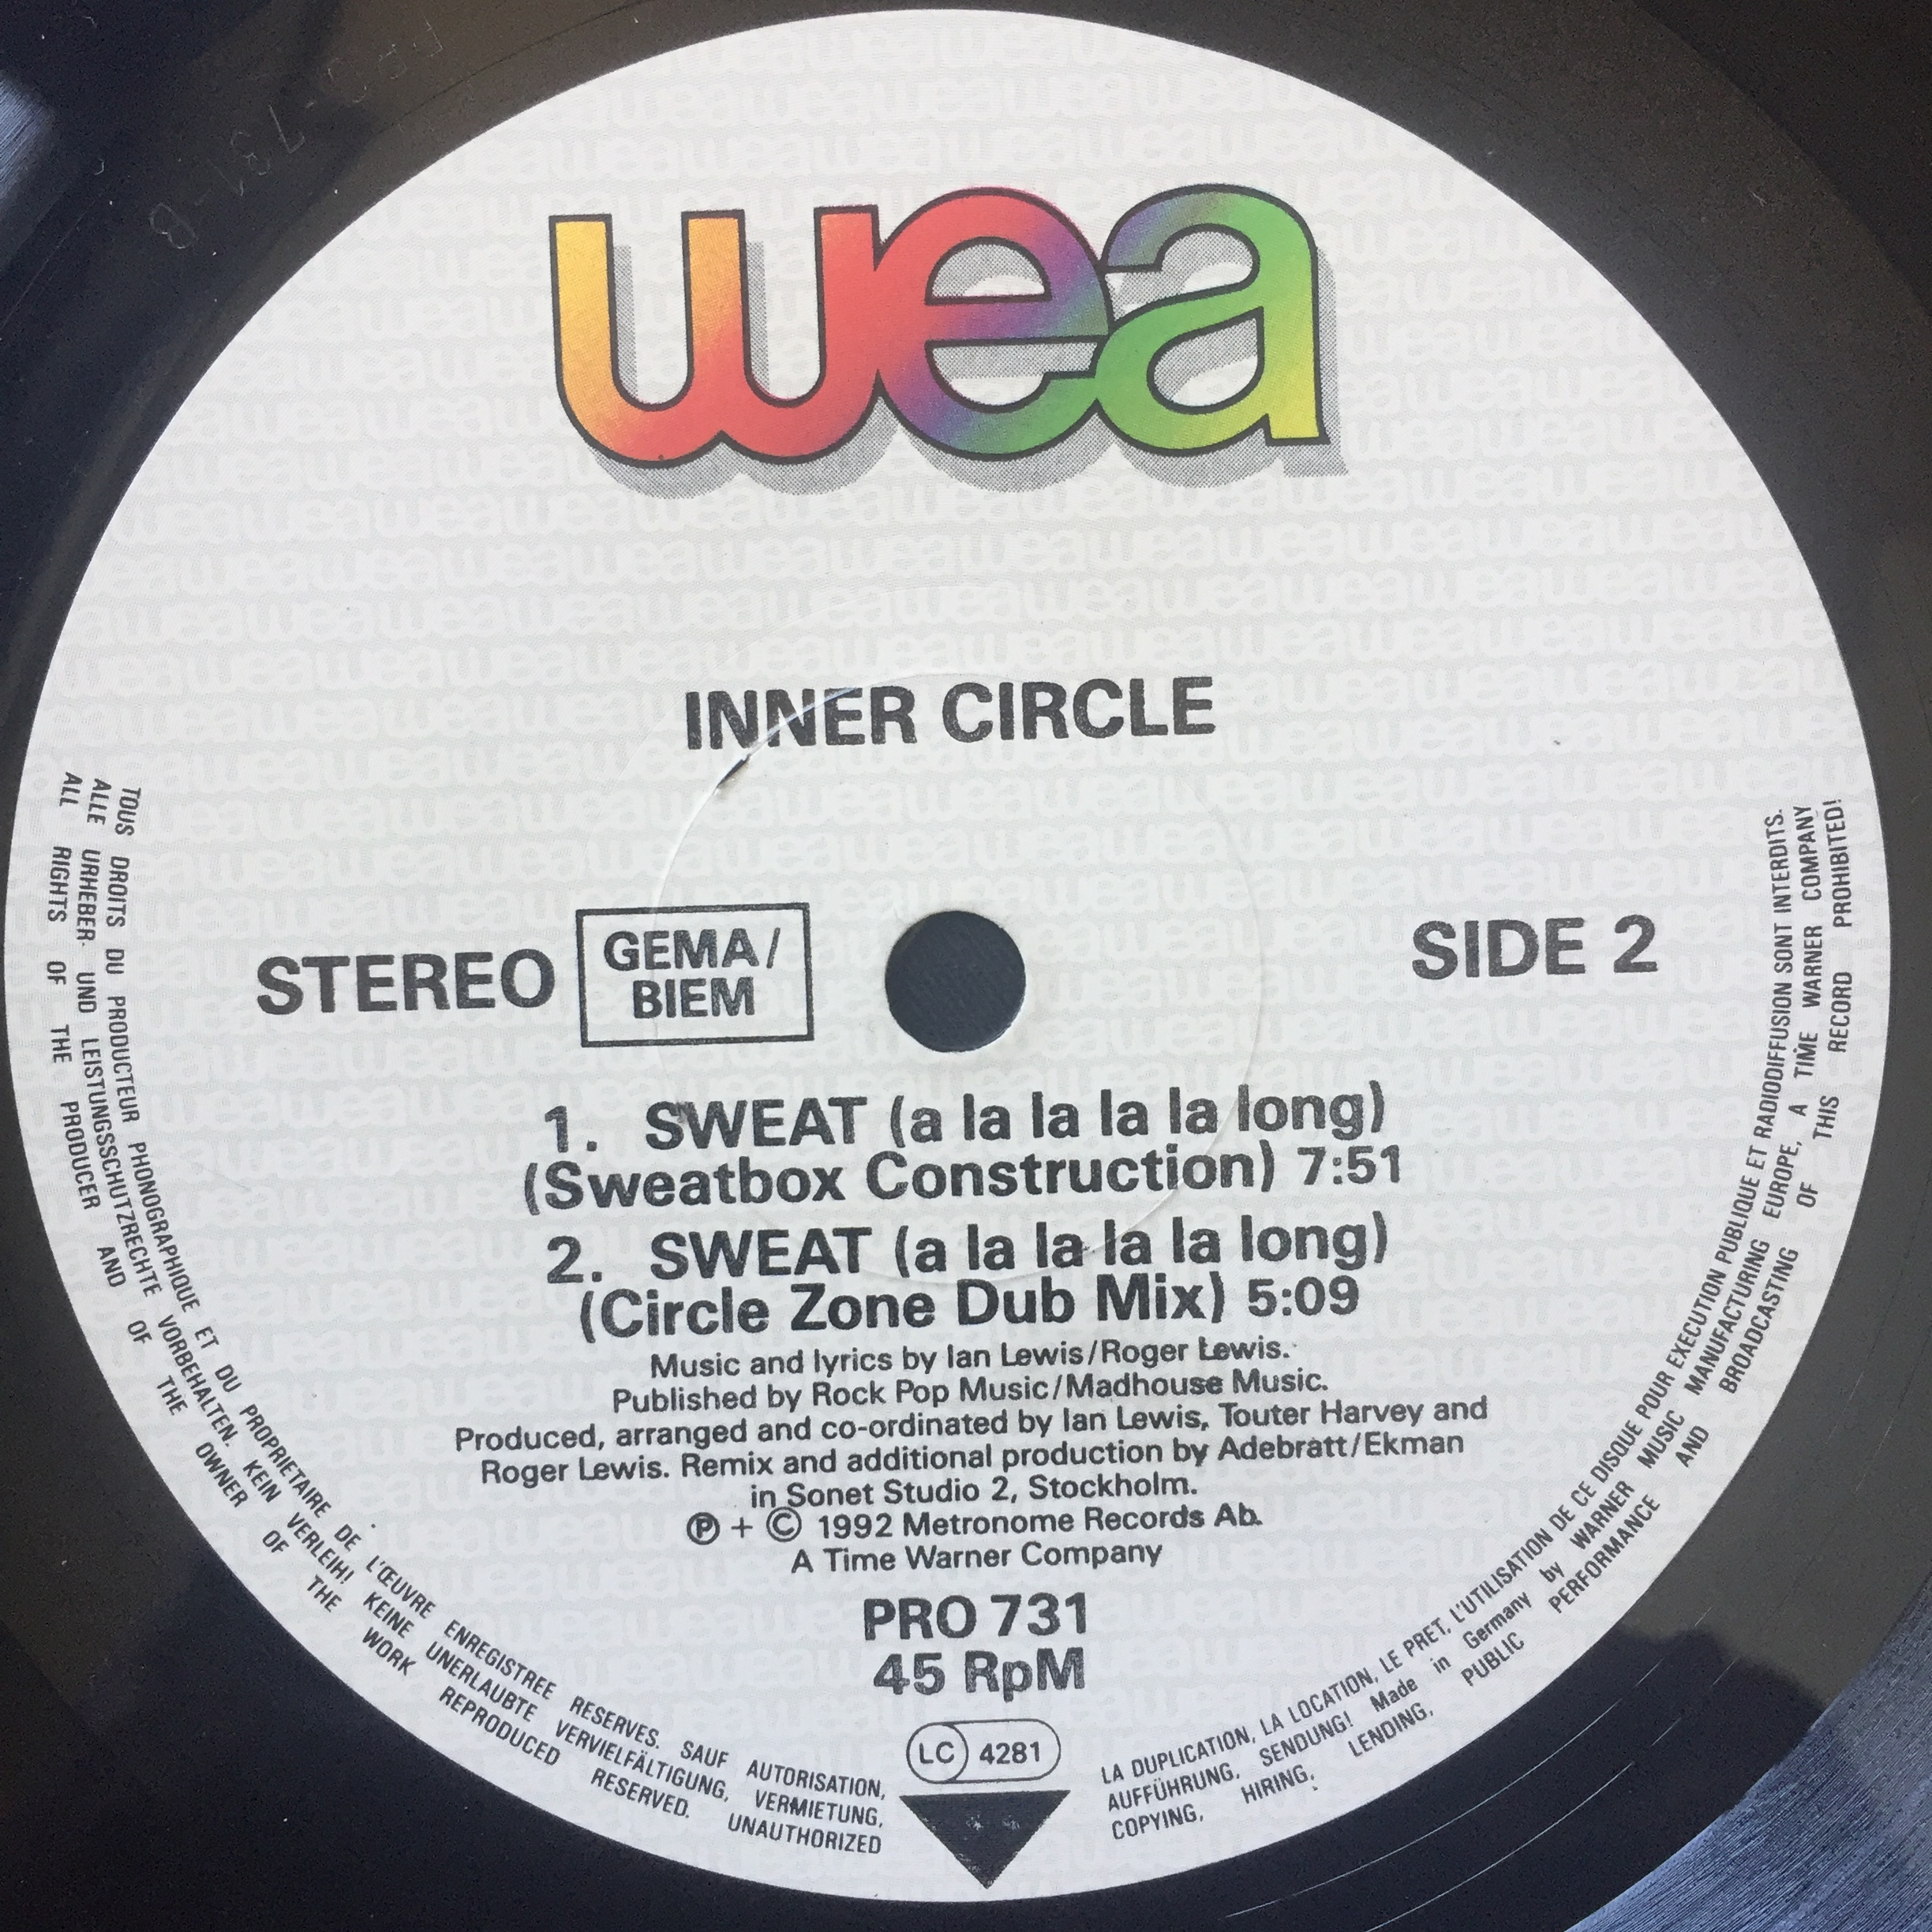 wea
INNER CIRCLE
STEREO
GEMA/
BIEM
SIDE 2
1. SWEAT (a la la la la long)
(Sweatbox Construction) 7:51
2. SWEAT (a la la la la long)
(Circle Zone Dub Mix) 5:09
Music and lyrics by Ian Lewis/Roger Lewis.
Published by Rock Pop Music/Madhouse Music.
Produced, arranged and co-ordinated by Ian Lewis, Touter Harvey and
Roger Lewis. Remix and additional production by Adebratt/Ekman
in Sonet Studio 2, Stockholm.
℗ + © 1992 Metronome Records Ab.
A Time Warner Company
PRO 731
45 RpM
LC 4281
TOUS DROITS DU PRODUCTEUR PHONOGRAPHIQUE ET DU PROPRIETAIRE DE L'ŒUVRE ENREGISTREE RESERVES. SAUF AUTORISATION, LA DUPLICATION, LA LOCATION, LE PRET, L'UTILISATION DE CE DISQUE POUR EXECUTION PUBLIQUE ET RADIODIFFUSION SONT INTERDITS.
ALLE URHEBER- UND LEISTUNGSSCHUTZRECHTE VORBEHALTEN. KEIN VERLEIH! KEINE UNERLAUBTE VERVIELFÄLTIGUNG, VERMIETUNG, AUFFÜHRUNG, SENDUNG! Made in Germany by WARNER MUSIC MANUFACTURING EUROPE, A TIME WARNER COMPANY
ALL RIGHTS OF THE PRODUCER AND OF THE OWNER OF THE WORK REPRODUCED RESERVED. UNAUTHORIZED COPYING, HIRING, LENDING, PUBLIC PERFORMANCE AND BROADCASTING OF THIS RECORD PROHIBITED!